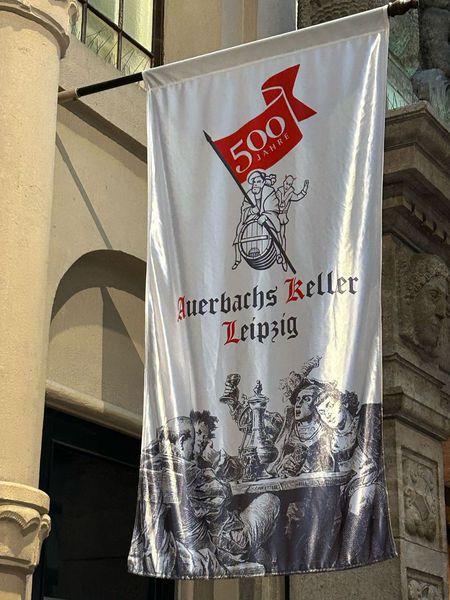 500
JAHRE
Auerbachs Keller
Leipzig